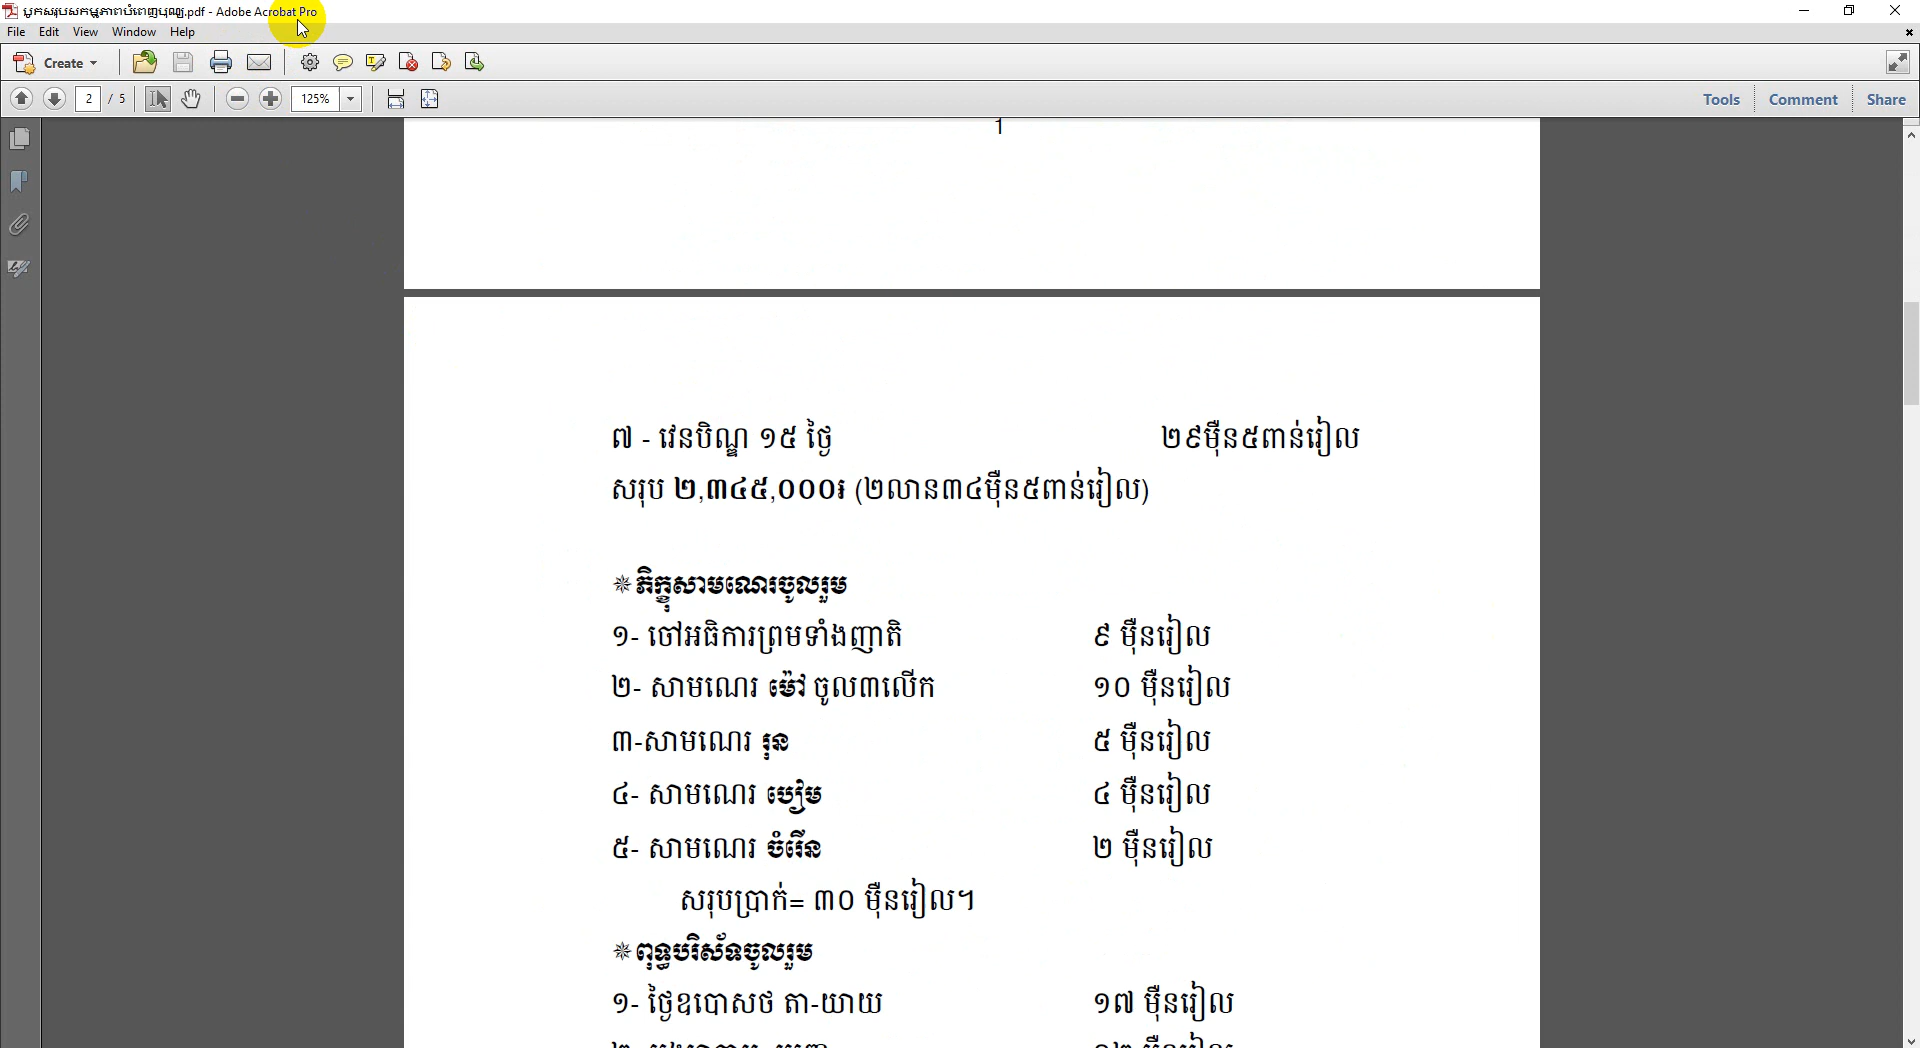 បូកសរុបសកម្មភាពបំពេញបុណ្យ.pdf - Adobe Acrobat Pro
File Edit View Window Help
Create
2 / 5 125% Tools Comment Share
1
៧ - វេនបិណ្ឌ ១៥ ថ្ងៃ ២៩ម៉ឺន៥ពាន់រៀល
សរុប ២,៣៤៥,០០០៖ (២លាន៣៤ម៉ឺន៥ពាន់រៀល)
❈ភិក្ខុសាមណេរចូលរួម
១- ចៅអធិការព្រមទាំងញាតិ ៩ ម៉ឺនរៀល
២- សាមណេរ ម៉េវ ចូល៣លើក ១០ ម៉ឺនរៀល
៣-សាមណេរ រុន ៥ ម៉ឺនរៀល
៤- សាមណេរ បៀម ៤ ម៉ឺនរៀល
៥- សាមណេរ ចំរើន ២ ម៉ឺនរៀល
សរុបប្រាក់= ៣០ ម៉ឺនរៀល។
❈ពុទ្ធបរិស័ទចូលរួម
១- ថ្ងៃឧបោសថ តា-យាយ ១៧ ម៉ឺនរៀល